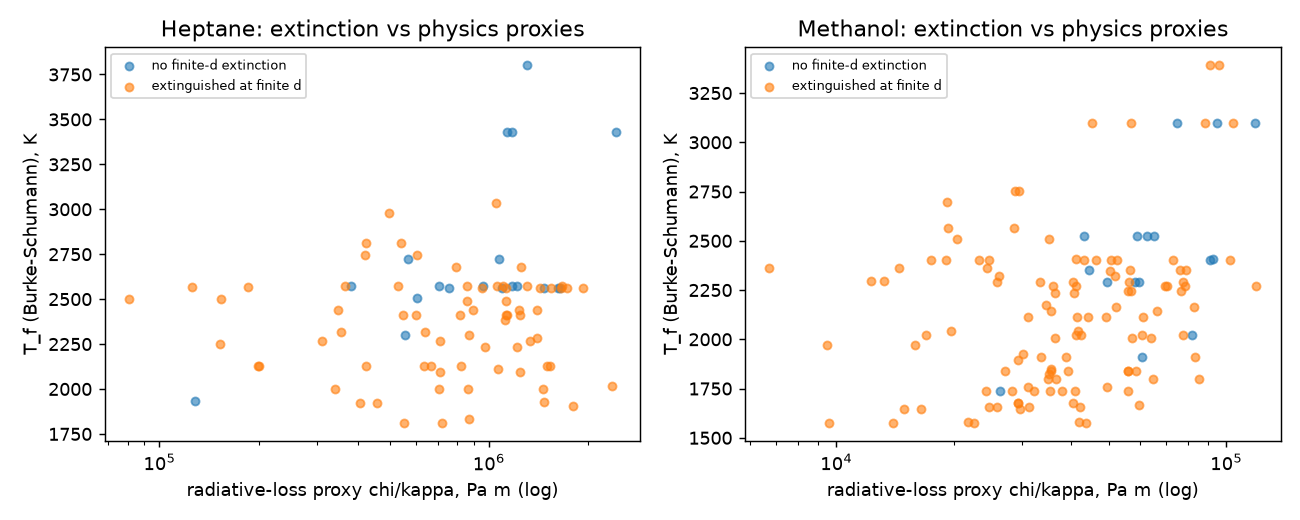 Heptane: extinction vs physics proxies
no finite-d extinction
extinguished at finite d
T_f (Burke-Schumann), K
3750
3500
3250
3000
2750
2500
2250
2000
1750
10^5
10^6
radiative-loss proxy chi/kappa, Pa m (log)
Methanol: extinction vs physics proxies
no finite-d extinction
extinguished at finite d
T_f (Burke-Schumann), K
3250
3000
2750
2500
2250
2000
1750
1500
10^4
10^5
radiative-loss proxy chi/kappa, Pa m (log)